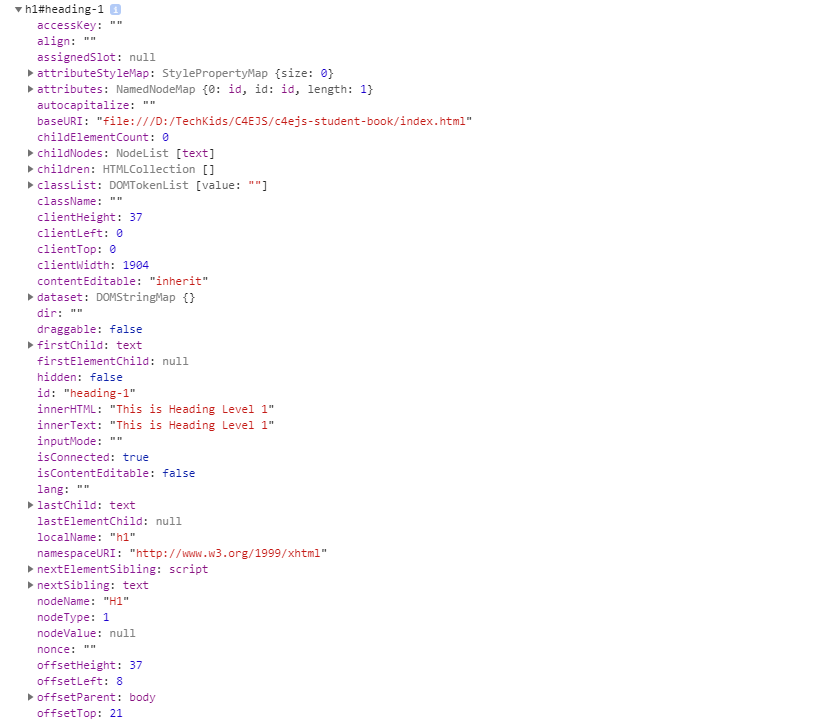 h1#heading-1 i
accessKey: ""
align: ""
assignedSlot: null
attributeStyleMap: StylePropertyMap {size: 0}
attributes: NamedNodeMap {0: id, id: id, length: 1}
autocapitalize: ""
baseURI: "file:///D:/TechKids/C4EJS/c4ejs-student-book/index.html"
childElementCount: 0
childNodes: NodeList [text]
children: HTMLCollection []
classList: DOMTokenList [value: ""]
className: ""
clientHeight: 37
clientLeft: 0
clientTop: 0
clientWidth: 1904
contentEditable: "inherit"
dataset: DOMStringMap {}
dir: ""
draggable: false
firstChild: text
firstElementChild: null
hidden: false
id: "heading-1"
innerHTML: "This is Heading Level 1"
innerText: "This is Heading Level 1"
inputMode: ""
isConnected: true
isContentEditable: false
lang: ""
lastChild: text
lastElementChild: null
localName: "h1"
namespaceURI: "http://www.w3.org/1999/xhtml"
nextElementSibling: script
nextSibling: text
nodeName: "H1"
nodeType: 1
nodeValue: null
nonce: ""
offsetHeight: 37
offsetLeft: 8
offsetParent: body
offsetTop: 21